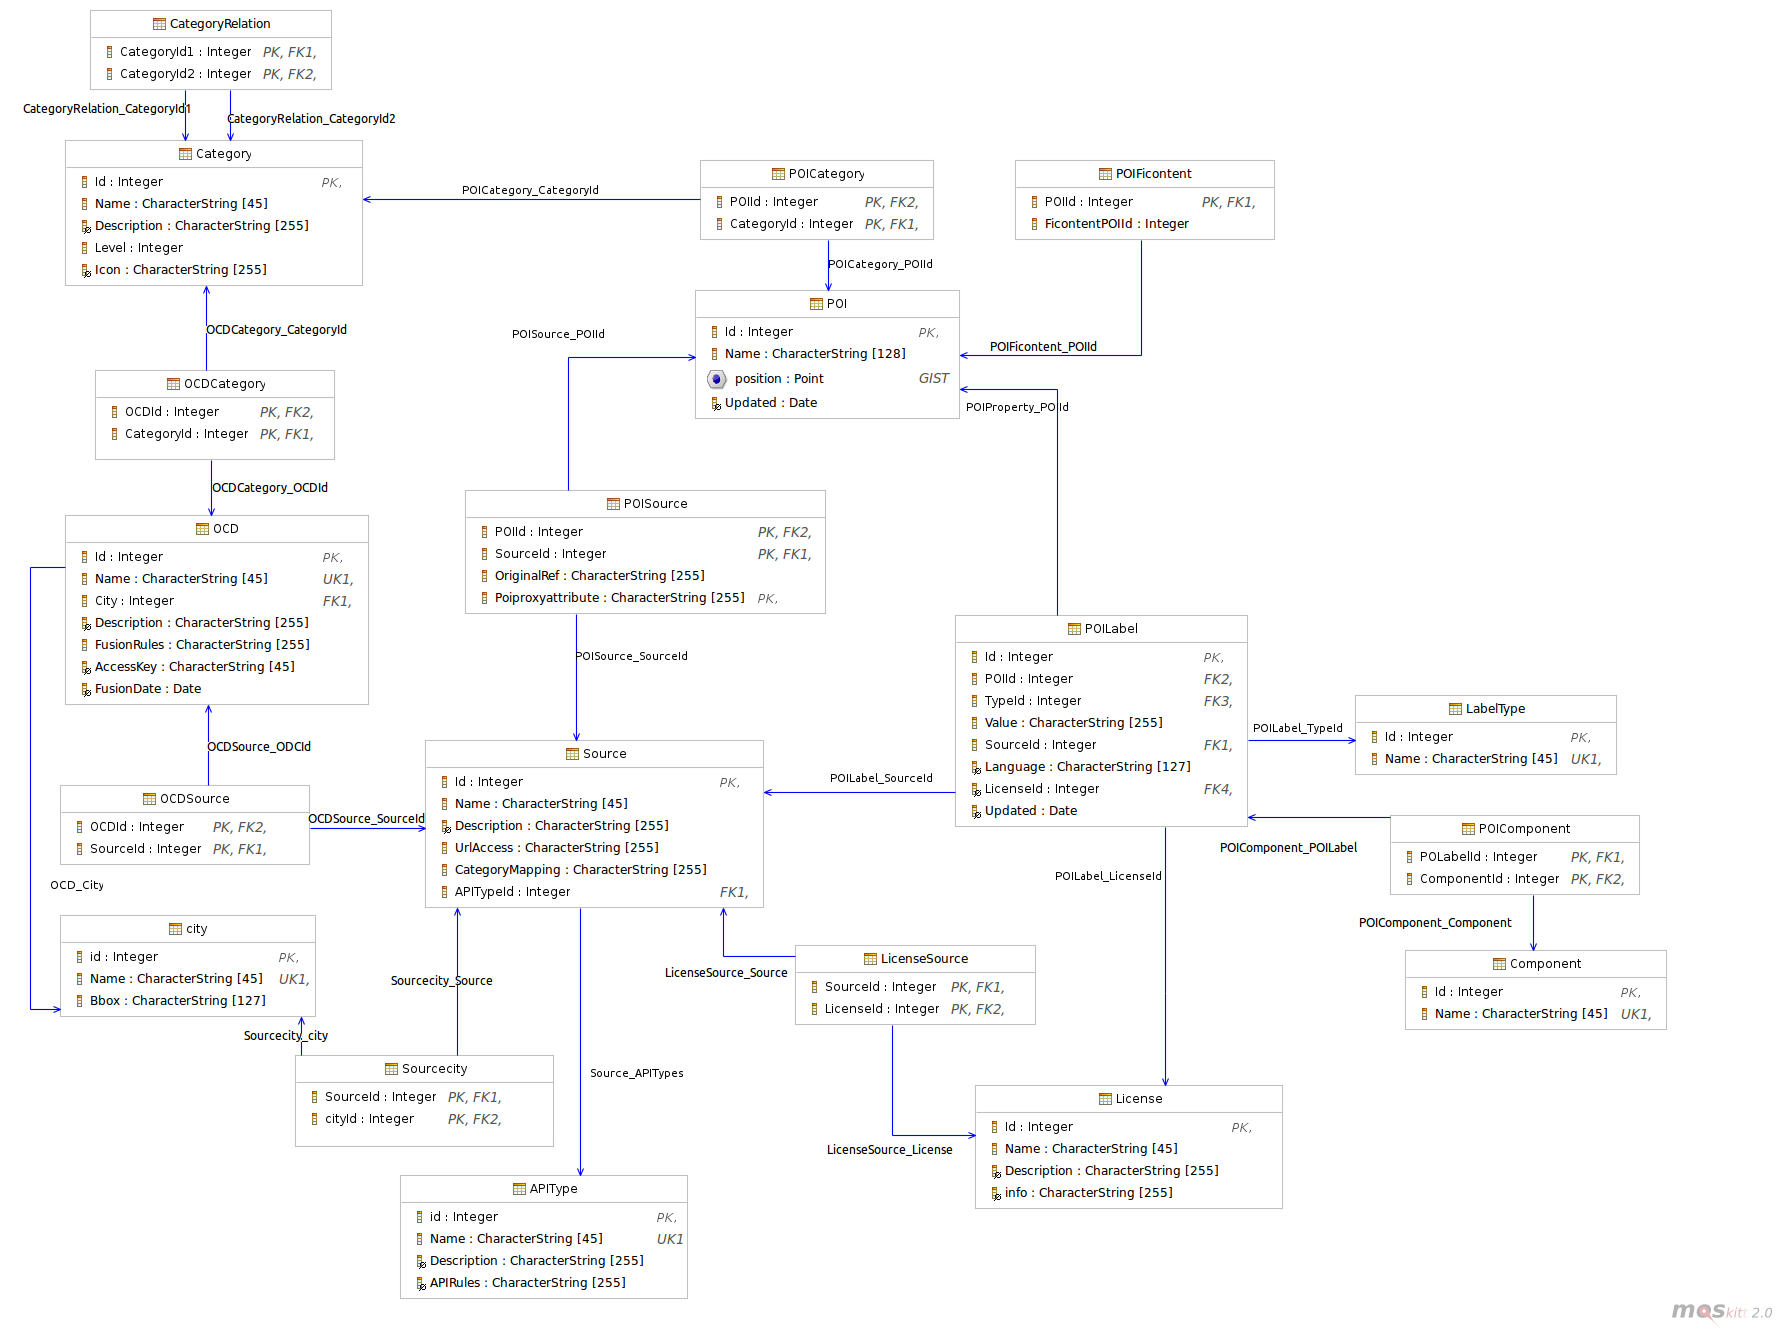 CategoryRelation
CategoryId1 : Integer PK, FK1,
CategoryId2 : Integer PK, FK2,
CategoryRelation_CategoryId1
CategoryRelation_CategoryId2
Category
Id : Integer PK,
Name : CharacterString [45]
Description : CharacterString [255]
Level : Integer
Icon : CharacterString [255]
POICategory_CategoryId
POICategory
POIId : Integer PK, FK2,
CategoryId : Integer PK, FK1,
POIFicontent
POIId : Integer PK, FK1,
FicontentPOIId : Integer
POICategory_POIId
OCDCategory_CategoryId
POISource_POIId
POI
Id : Integer PK,
Name : CharacterString [128]
position : Point GIST
Updated : Date
POIFicontent_POIId
POIProperty_POIId
OCDCategory
OCDId : Integer PK, FK2,
CategoryId : Integer PK, FK1,
OCDCategory_OCDId
OCD
Id : Integer PK,
Name : CharacterString [45] UK1,
City : Integer FK1,
Description : CharacterString [255]
FusionRules : CharacterString [255]
AccessKey : CharacterString [45]
FusionDate : Date
POISource
POIId : Integer PK, FK2,
SourceId : Integer PK, FK1,
OriginalRef : CharacterString [255]
Poiproxyattribute : CharacterString [255] PK,
POISource_SourceId
POILabel
Id : Integer PK,
POIId : Integer FK2,
TypeId : Integer FK3,
Value : CharacterString [255]
SourceId : Integer FK1,
Language : CharacterString [127]
LicenseId : Integer FK4,
Updated : Date
POILabel_TypeId
LabelType
Id : Integer PK,
Name : CharacterString [45] UK1,
OCDSource_ODCId
OCDSource
OCDId : Integer PK, FK2,
SourceId : Integer PK, FK1,
OCDSource_SourceId
Source
Id : Integer PK,
Name : CharacterString [45]
Description : CharacterString [255]
UrlAccess : CharacterString [255]
CategoryMapping : CharacterString [255]
APITypeId : Integer FK1,
POILabel_SourceId
POIComponent
POLabelId : Integer PK, FK1,
ComponentId : Integer PK, FK2,
POIComponent_POILabel
POILabel_LicenseId
OCD_City
city
id : Integer PK,
Name : CharacterString [45] UK1,
Bbox : CharacterString [127]
POIComponent_Component
Component
Id : Integer PK,
Name : CharacterString [45] UK1,
LicenseSource_Source
LicenseSource
SourceId : Integer PK, FK1,
LicenseId : Integer PK, FK2,
Sourcecity_Source
Sourcecity_city
Sourcecity
SourceId : Integer PK, FK1,
cityId : Integer PK, FK2,
Source_APITypes
LicenseSource_License
License
Id : Integer PK,
Name : CharacterString [45]
Description : CharacterString [255]
info : CharacterString [255]
APIType
id : Integer PK,
Name : CharacterString [45] UK1
Description : CharacterString [255]
APIRules : CharacterString [255]
moskitt 2.0